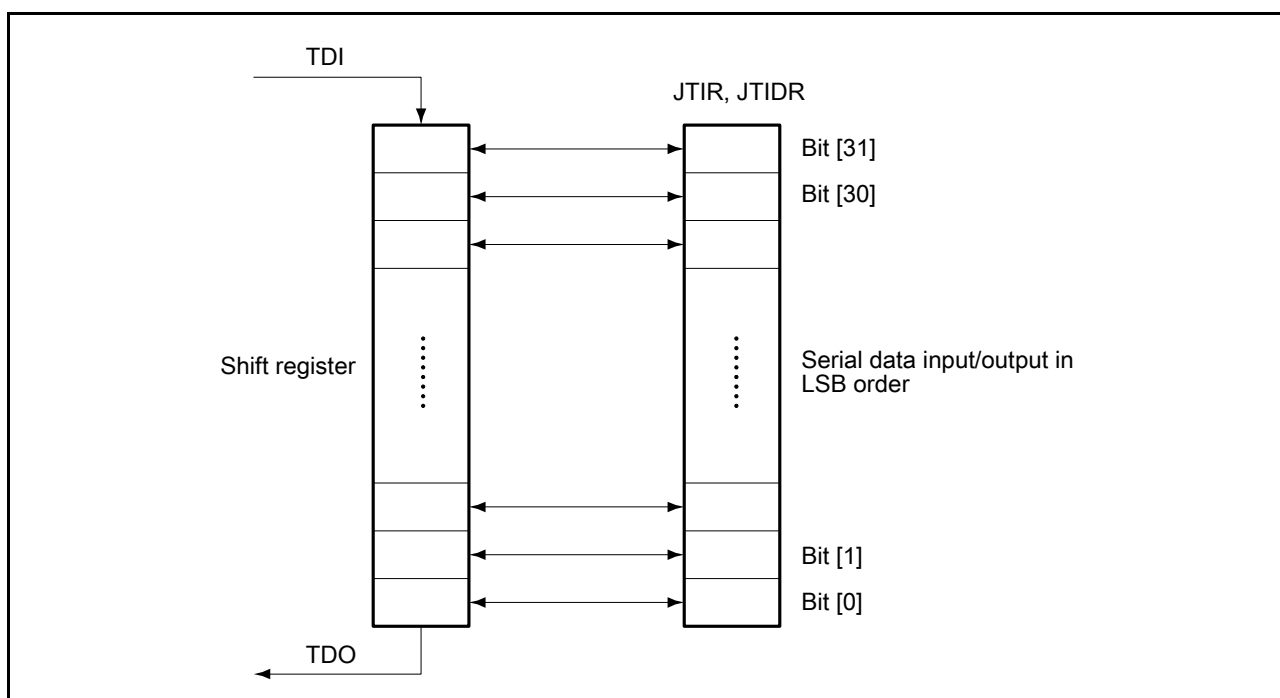 TDI
JTIR, JTIDR
Bit [31]
Bit [30]
Shift register
Serial data input/output in
LSB order
Bit [1]
Bit [0]
TDO